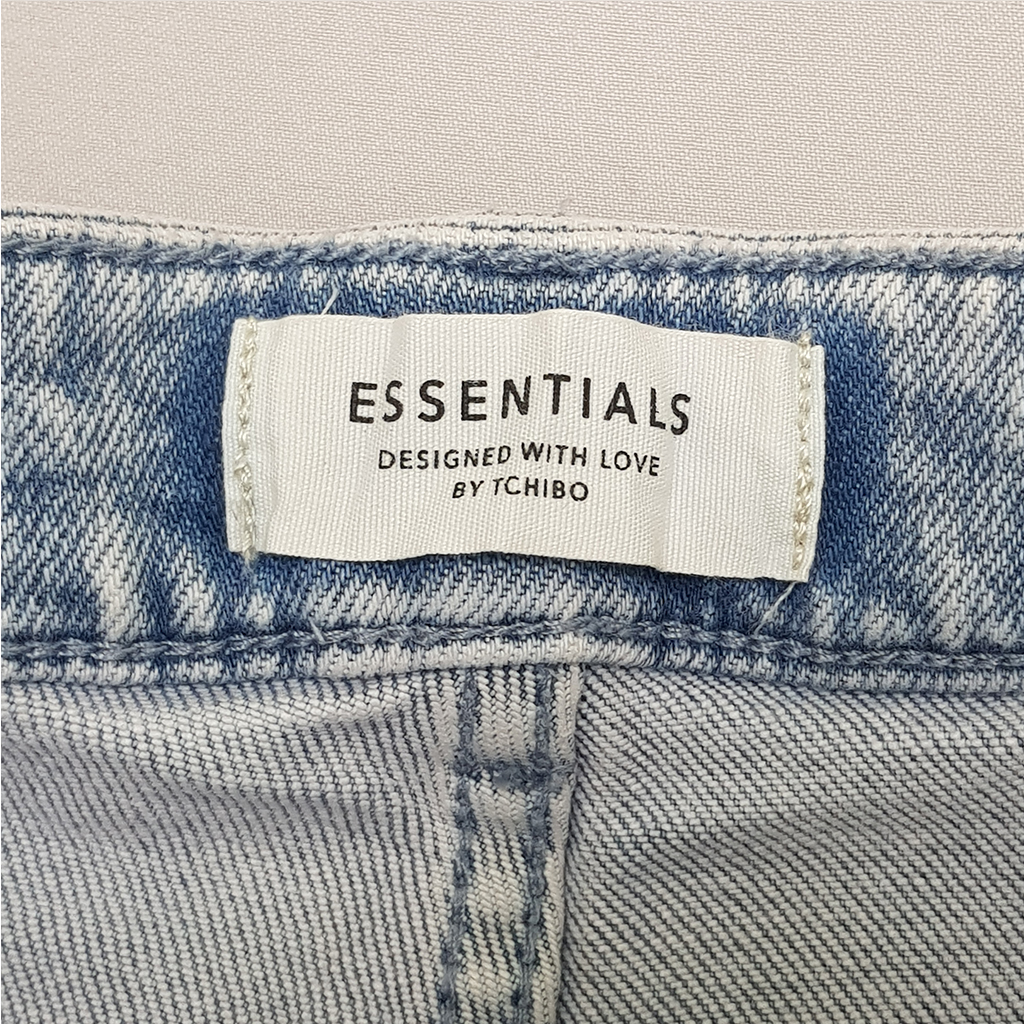 ESSENTIALS
DESIGNED WITH LOVE
BY TCHIBO